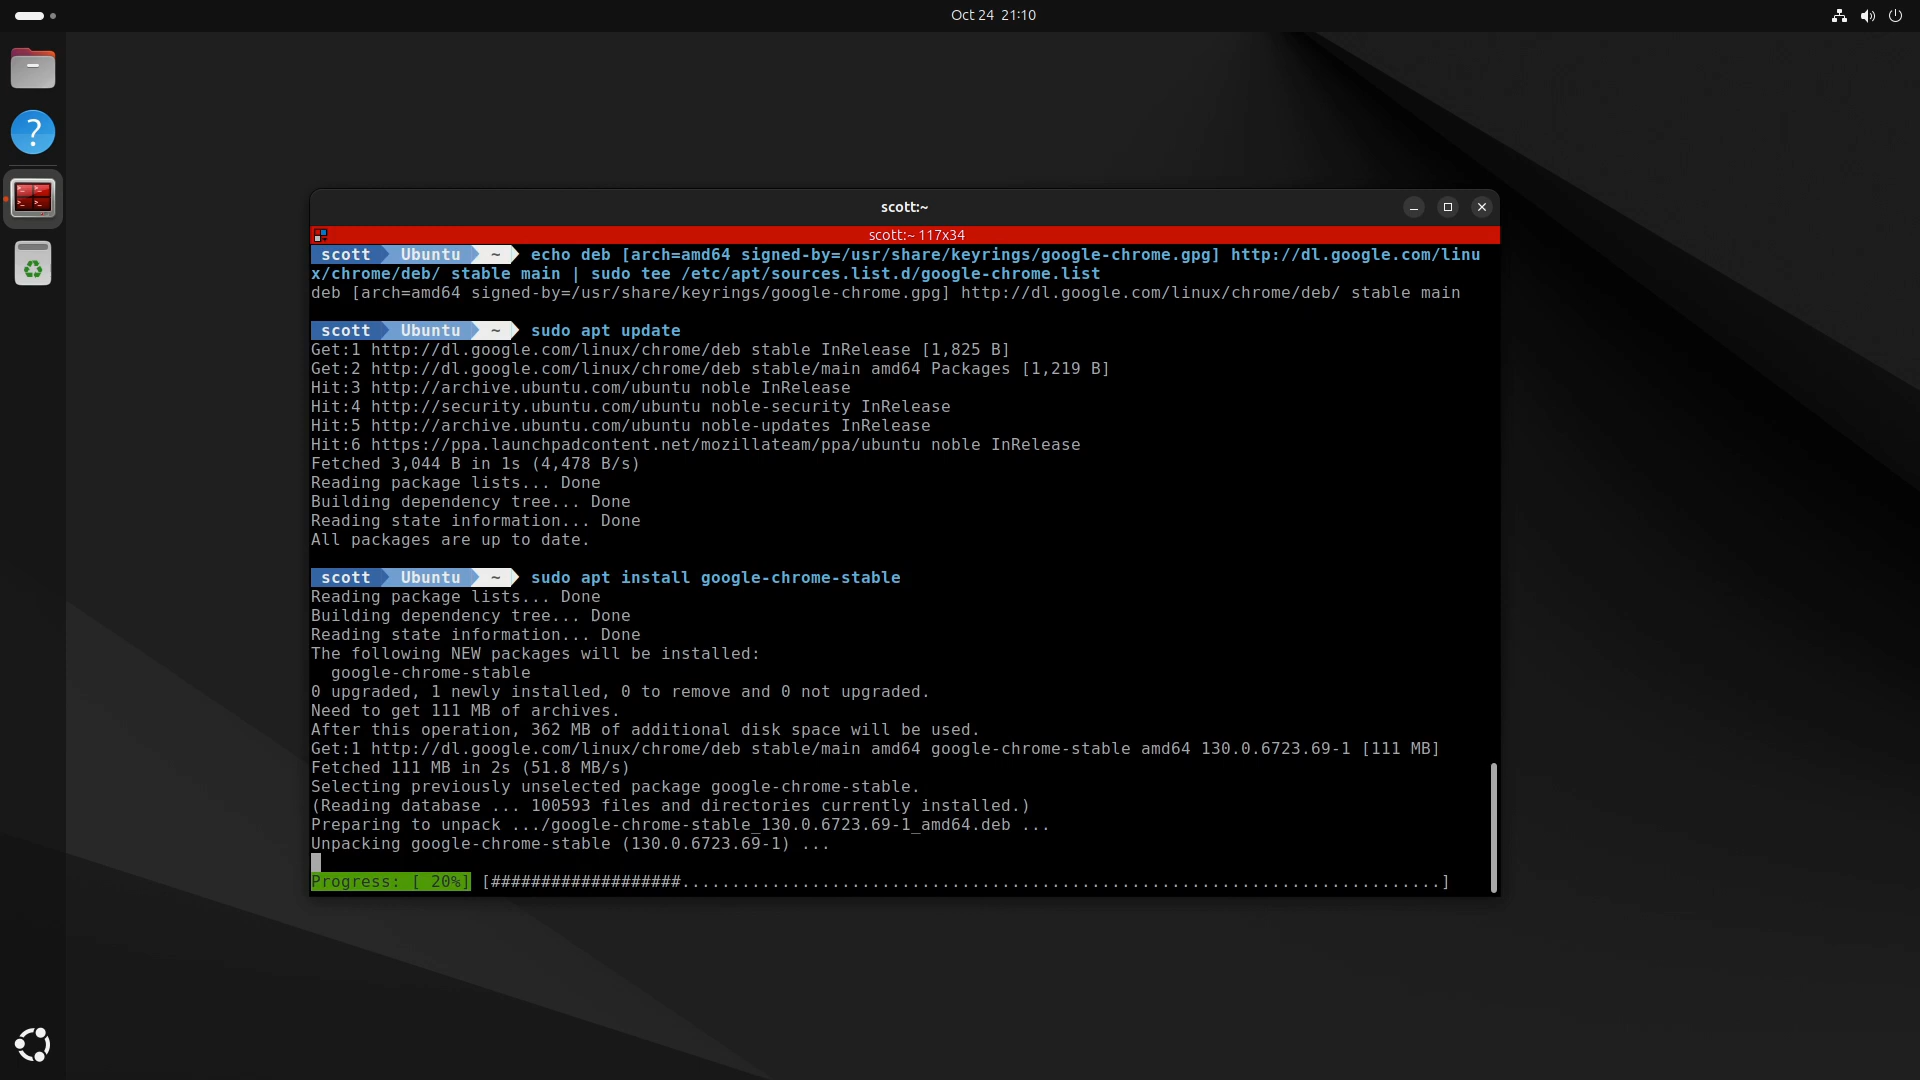 Oct 24 21:10
scott:~
scott:~ 117x34
scott Ubuntu ~ echo deb [arch=amd64 signed-by=/usr/share/keyrings/google-chrome.gpg] http://dl.google.com/linu
x/chrome/deb/ stable main | sudo tee /etc/apt/sources.list.d/google-chrome.list
deb [arch=amd64 signed-by=/usr/share/keyrings/google-chrome.gpg] http://dl.google.com/linux/chrome/deb/ stable main
scott Ubuntu ~ sudo apt update
Get:1 http://dl.google.com/linux/chrome/deb stable InRelease [1,825 B]
Get:2 http://dl.google.com/linux/chrome/deb stable/main amd64 Packages [1,219 B]
Hit:3 http://archive.ubuntu.com/ubuntu noble InRelease
Hit:4 http://security.ubuntu.com/ubuntu noble-security InRelease
Hit:5 http://archive.ubuntu.com/ubuntu noble-updates InRelease
Hit:6 https://ppa.launchpadcontent.net/mozillateam/ppa/ubuntu noble InRelease
Fetched 3,044 B in 1s (4,478 B/s)
Reading package lists... Done
Building dependency tree... Done
Reading state information... Done
All packages are up to date.
scott Ubuntu ~ sudo apt install google-chrome-stable
Reading package lists... Done
Building dependency tree... Done
Reading state information... Done
The following NEW packages will be installed:
  google-chrome-stable
0 upgraded, 1 newly installed, 0 to remove and 0 not upgraded.
Need to get 111 MB of archives.
After this operation, 362 MB of additional disk space will be used.
Get:1 http://dl.google.com/linux/chrome/deb stable/main amd64 google-chrome-stable amd64 130.0.6723.69-1 [111 MB]
Fetched 111 MB in 2s (51.8 MB/s)
Selecting previously unselected package google-chrome-stable.
(Reading database ... 100593 files and directories currently installed.)
Preparing to unpack .../google-chrome-stable_130.0.6723.69-1_amd64.deb ...
Unpacking google-chrome-stable (130.0.6723.69-1) ...
Progress: [ 20%] [###################............................................................................]